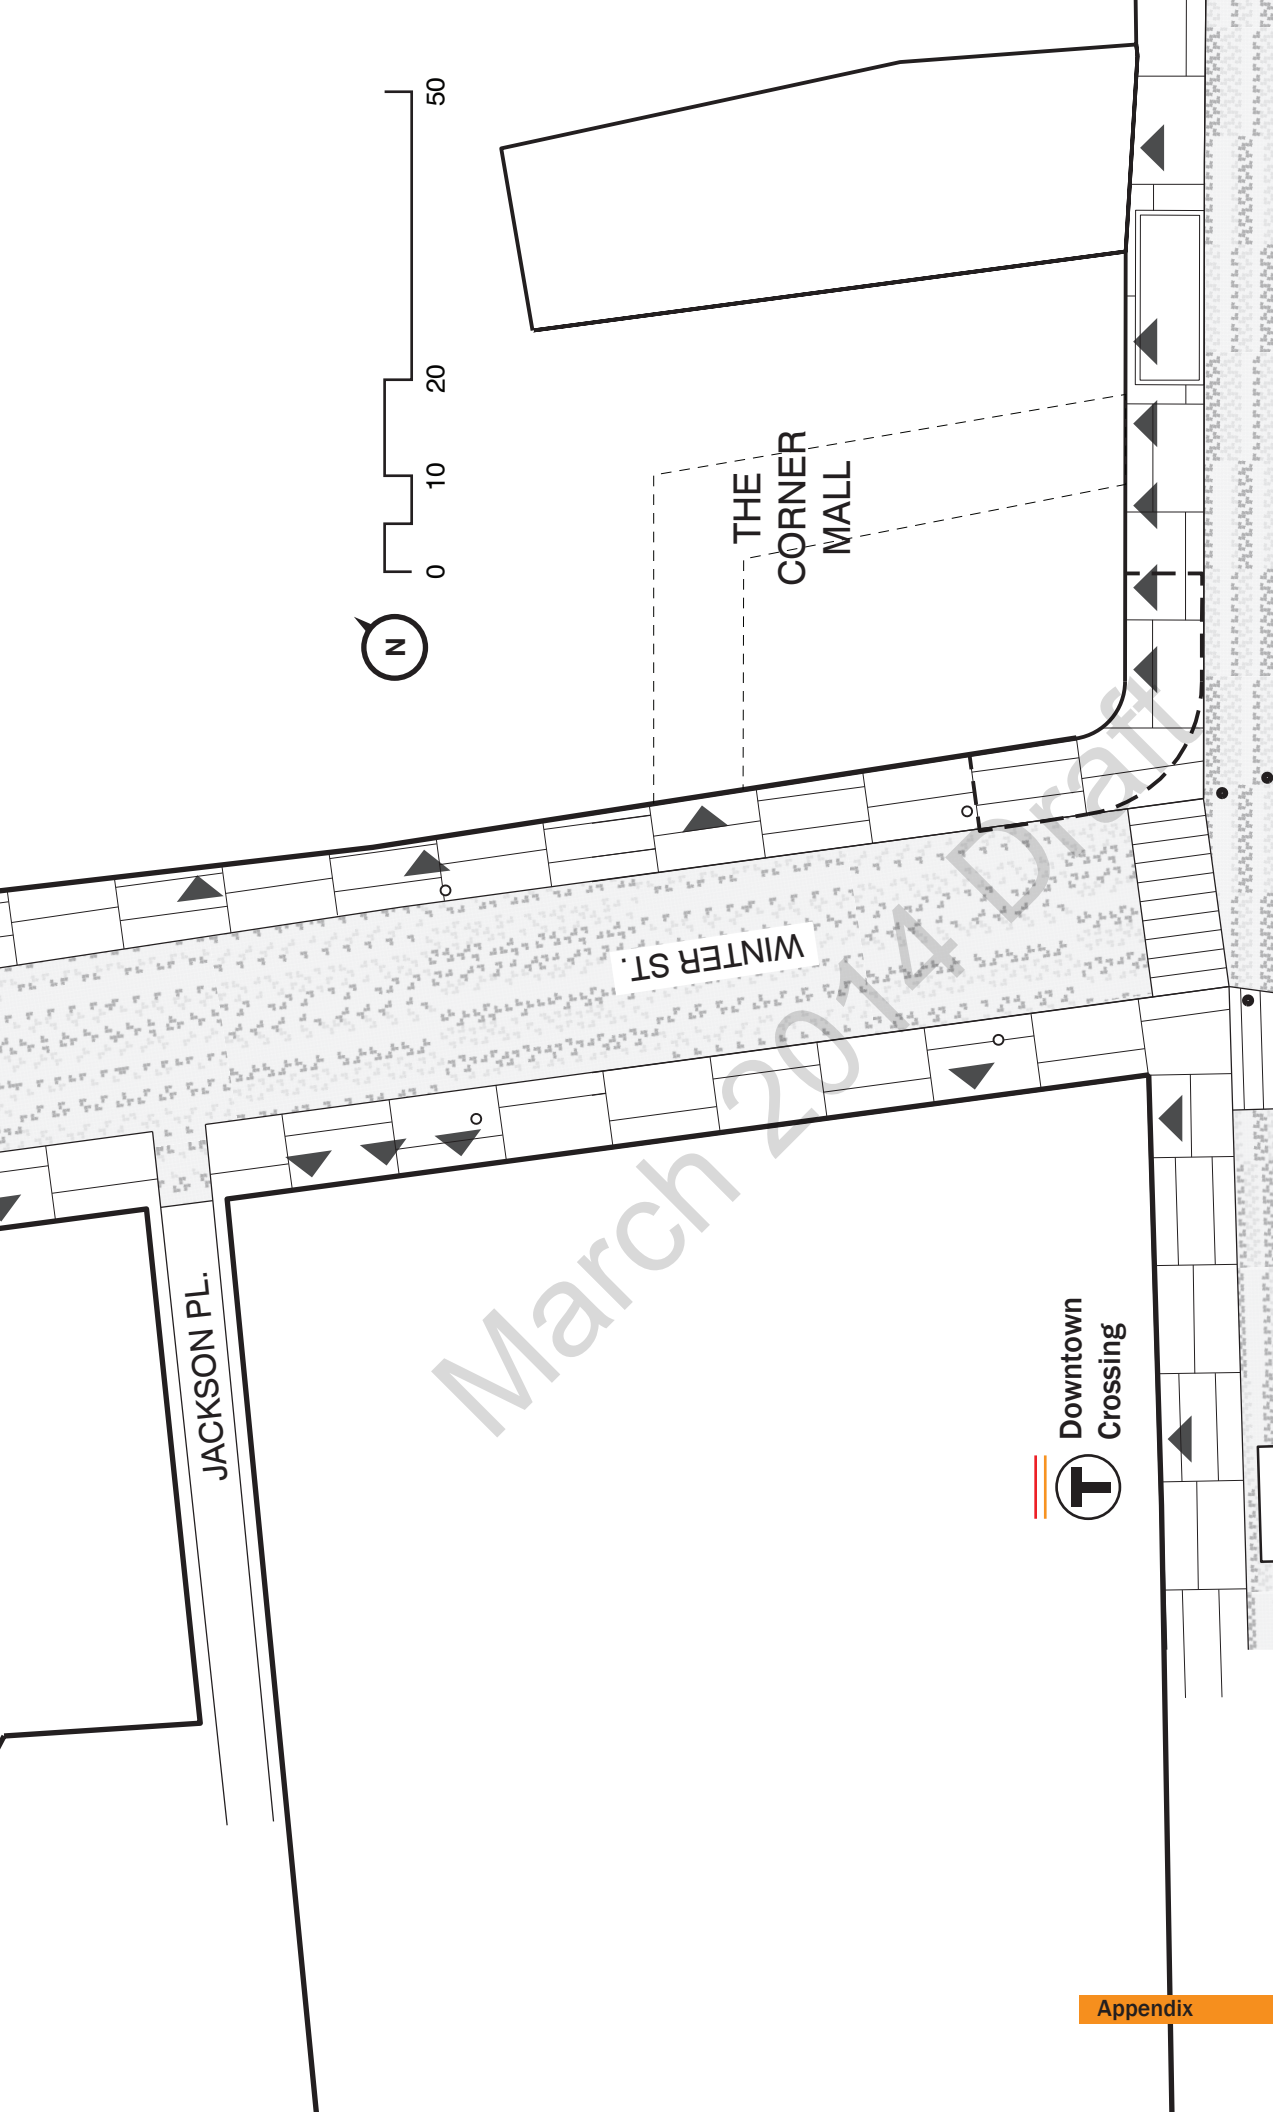 50
20
10
0
N
THE
CORNER
MALL
WINTER ST.
JACKSON PL.
March 2014 Draft
Downtown
Crossing
T
Appendix